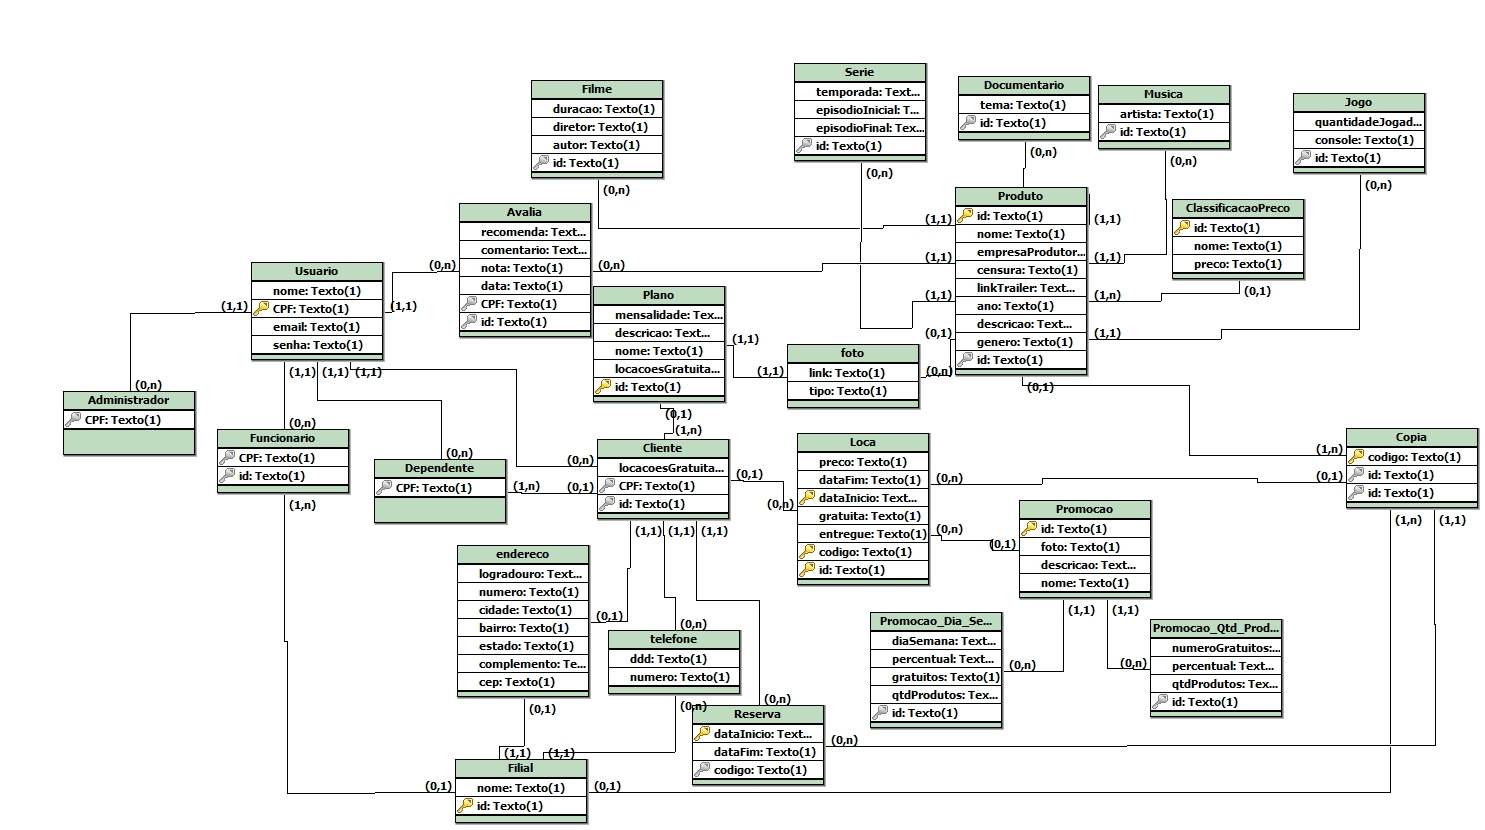 Filme
duracao: Texto(1)
diretor: Texto(1)
autor: Texto(1)
id: Texto(1)
(0,n)
Serie
temporada: Text...
episodioInicial: T...
episodioFinal: Tex...
id: Texto(1)
(0,n)
Documentario
tema: Texto(1)
id: Texto(1)
(0,n)
Musica
artista: Texto(1)
id: Texto(1)
(0,n)
Jogo
quantidadeJogad...
console: Texto(1)
id: Texto(1)
(0,n)
Avalia
recomenda: Text...
comentario: Text...
nota: Texto(1)
data: Texto(1)
CPF: Texto(1)
id: Texto(1)
(0,n)
(0,n)
Produto
id: Texto(1)
nome: Texto(1)
empresaProdutor...
censura: Texto(1)
linkTrailer: Text...
ano: Texto(1)
descricao: Text...
genero: Texto(1)
id: Texto(1)
(1,1)
(1,1)
(1,1)
(0,1)
(1,1)
(1,1)
(1,n)
(1,1)
(0,1)
ClassificacaoPreco
id: Texto(1)
nome: Texto(1)
preco: Texto(1)
(0,1)
Usuario
nome: Texto(1)
CPF: Texto(1)
email: Texto(1)
senha: Texto(1)
(1,1)
(1,1)
(1,1)
(1,1)
(1,1)
Plano
mensalidade: Tex...
descricao: Text...
nome: Texto(1)
locacoesGratuita...
id: Texto(1)
(1,1)
(0,1)
foto
link: Texto(1)
tipo: Texto(1)
(1,1)
(0,n)
Administrador
CPF: Texto(1)
(0,n)
Funcionario
CPF: Texto(1)
id: Texto(1)
(0,n)
(1,n)
Dependente
CPF: Texto(1)
(0,n)
(1,n)
Cliente
locacoesGratuita...
CPF: Texto(1)
id: Texto(1)
(1,n)
(0,n)
(0,1)
(0,1)
(1,1)
(1,1)
(1,1)
Loca
preco: Texto(1)
dataFim: Texto(1)
dataInicio: Text...
gratuita: Texto(1)
entregue: Texto(1)
codigo: Texto(1)
id: Texto(1)
(0,n)
(0,n)
(0,n)
Copia
codigo: Texto(1)
id: Texto(1)
id: Texto(1)
(1,n)
(0,1)
(1,n)
(1,1)
Promocao
id: Texto(1)
foto: Texto(1)
descricao: Text...
nome: Texto(1)
(0,1)
(1,1)
(1,1)
endereco
logradouro: Text...
numero: Texto(1)
cidade: Texto(1)
bairro: Texto(1)
estado: Texto(1)
complemento: Te...
cep: Texto(1)
(0,1)
(0,1)
telefone
ddd: Texto(1)
numero: Texto(1)
(0,n)
(0,n)
Promocao_Dia_Se...
diaSemana: Text...
percentual: Text...
gratuitos: Texto(1)
qtdProdutos: Tex...
id: Texto(1)
(0,n)
Promocao_Qtd_Prod...
numeroGratuitos:...
percentual: Text...
qtdProdutos: Tex...
id: Texto(1)
(0,n)
Reserva
dataInicio: Text...
dataFim: Texto(1)
codigo: Texto(1)
(0,n)
(0,n)
Filial
nome: Texto(1)
id: Texto(1)
(1,1)
(1,1)
(0,1)
(0,1)